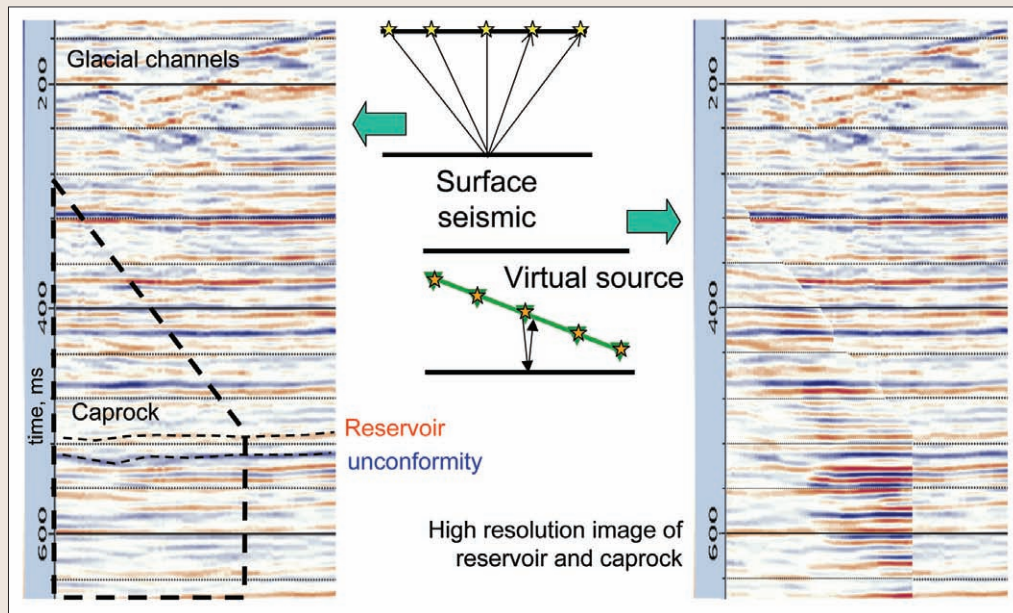 Glacial channels
200
400
600
time, ms
Caprock
Surface
seismic
Virtual source
Reservoir
unconformity
High resolution image of
reservoir and caprock
200
400
600